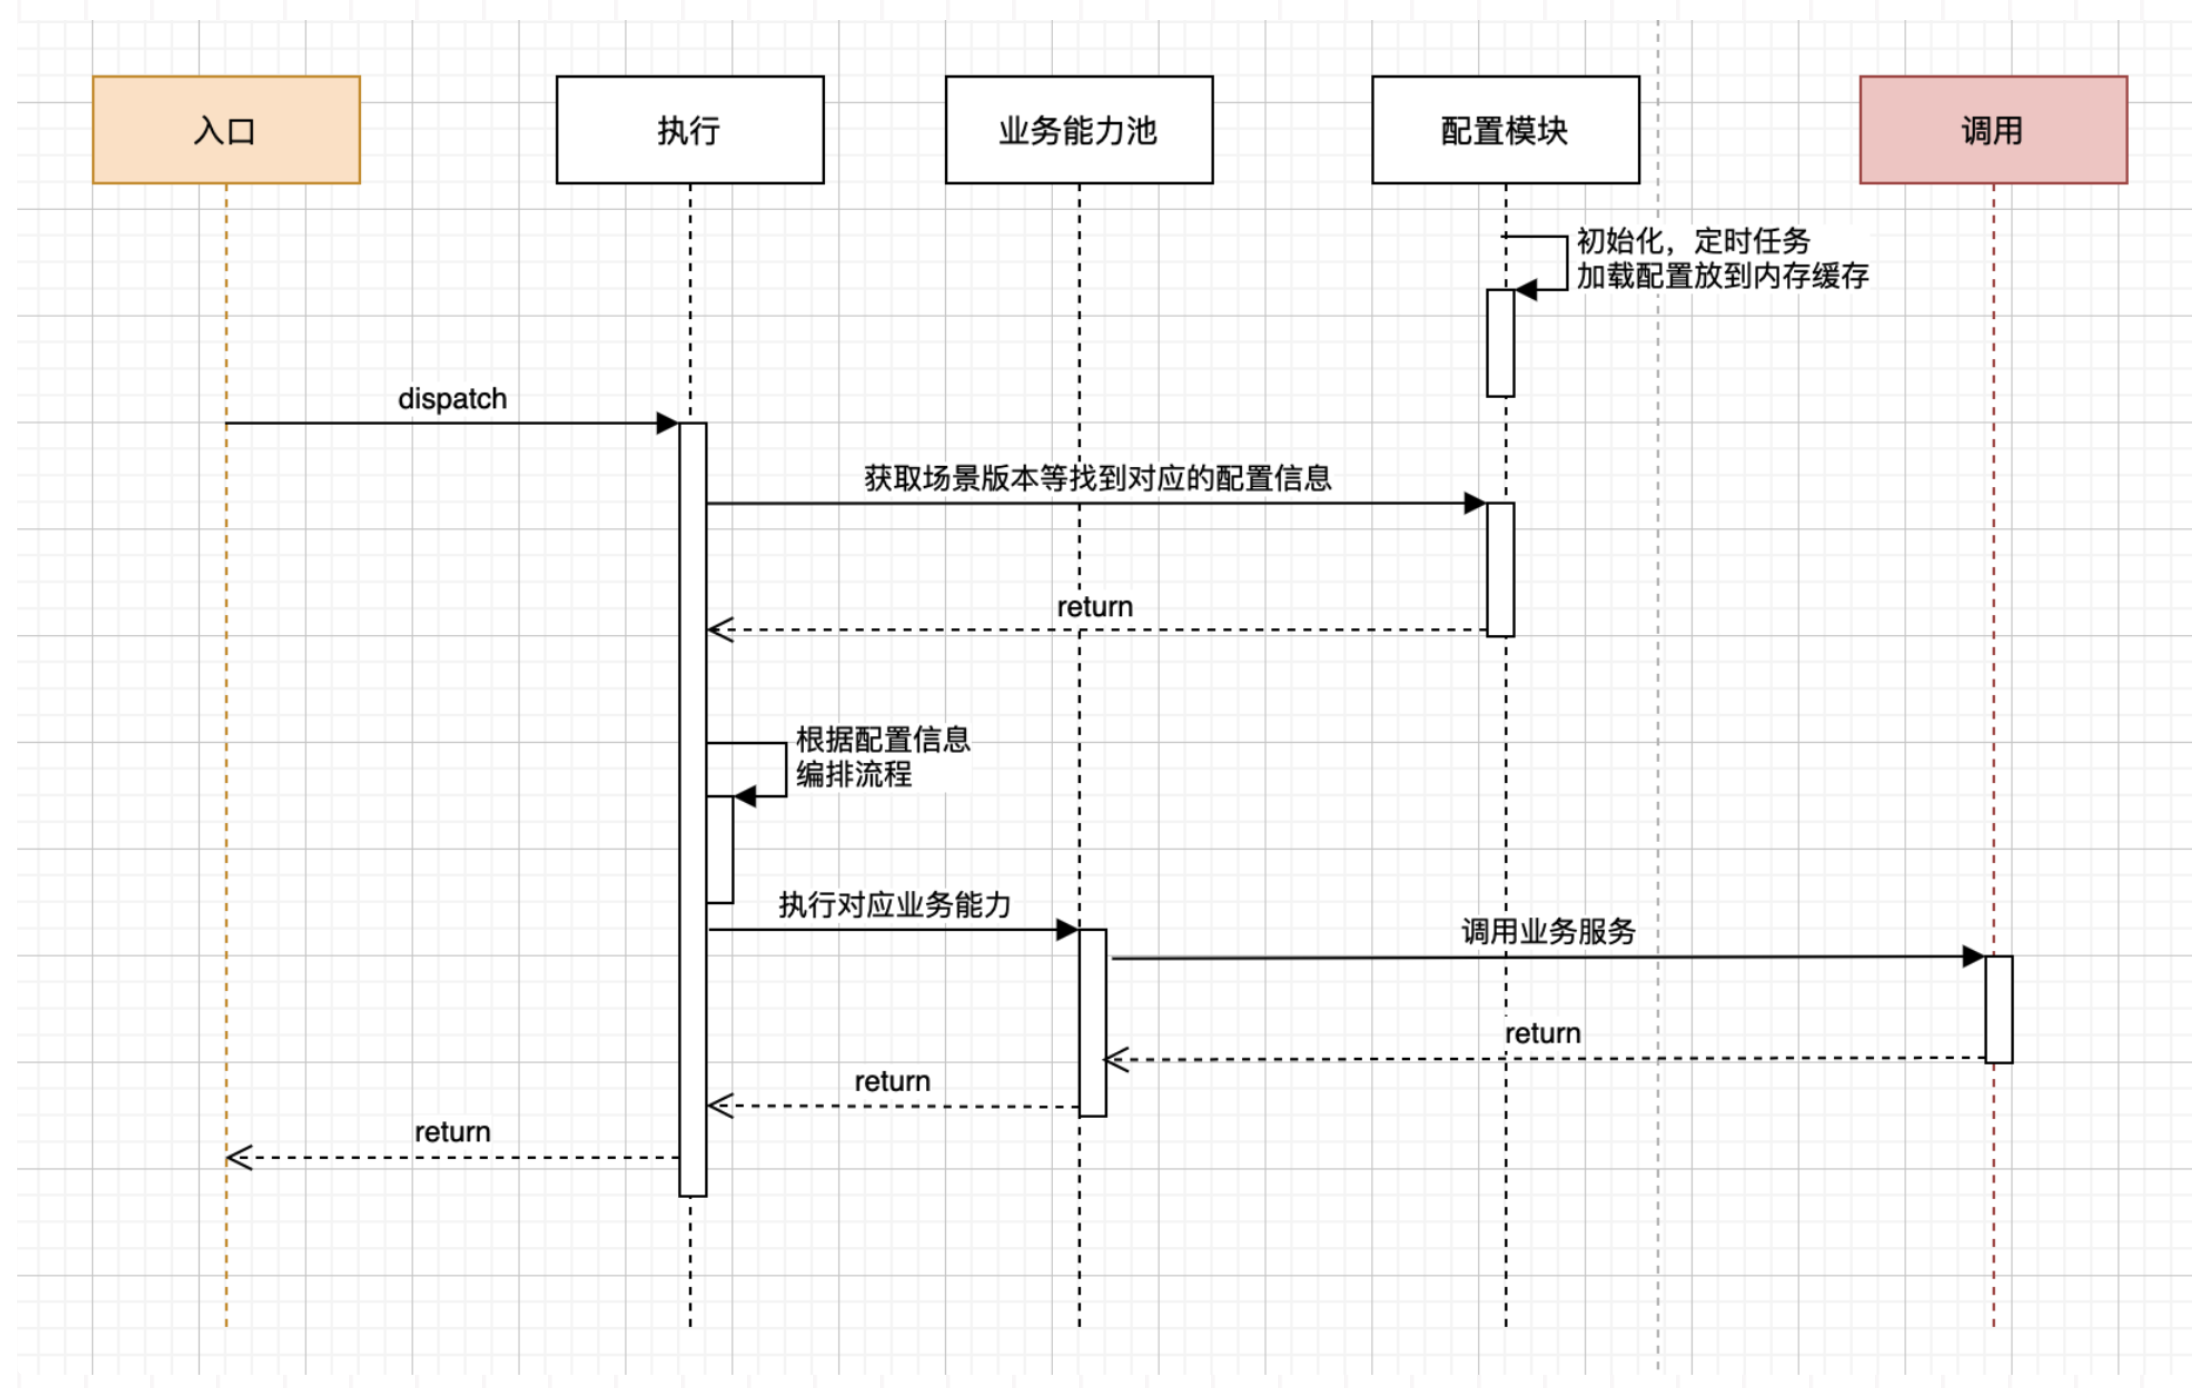 入口
执行
业务能力池
配置模块
调用
初始化，定时任务
加载配置放到内存缓存
dispatch
获取场景版本等找到对应的配置信息
return
根据配置信息
编排流程
执行对应业务能力
调用业务服务
return
return
return